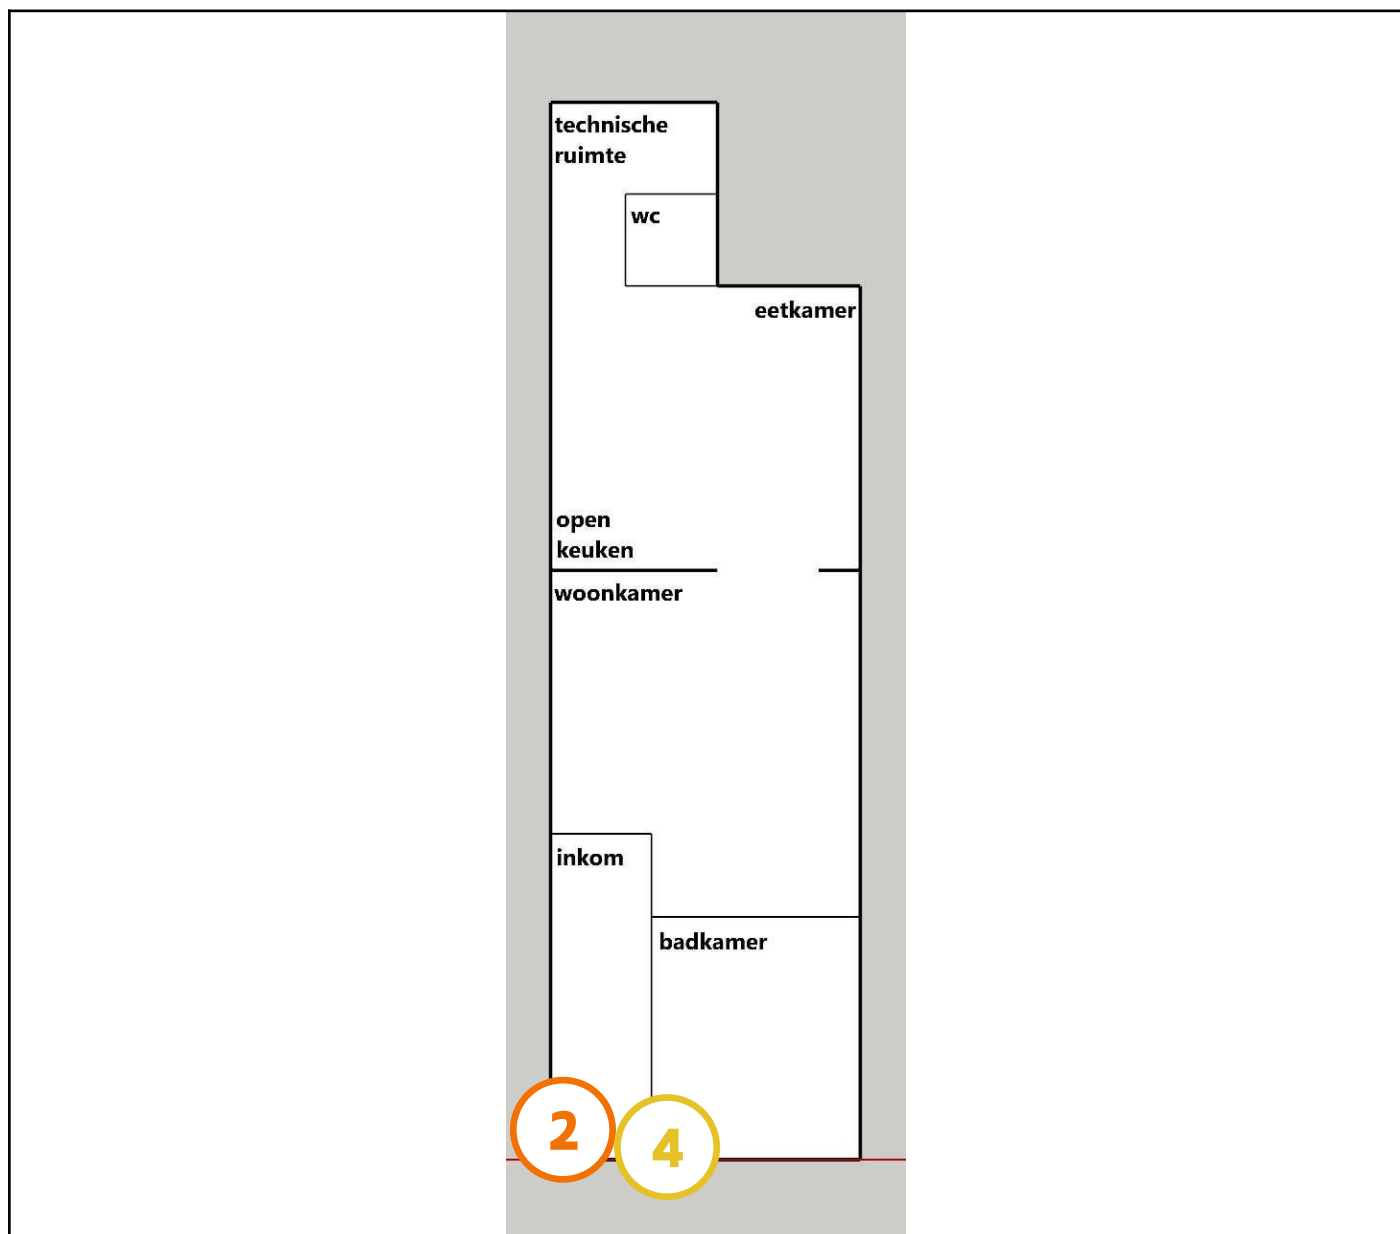 technische
ruimte
wc
eetkamer
open
keuken
woonkamer
inkom
badkamer
2
4